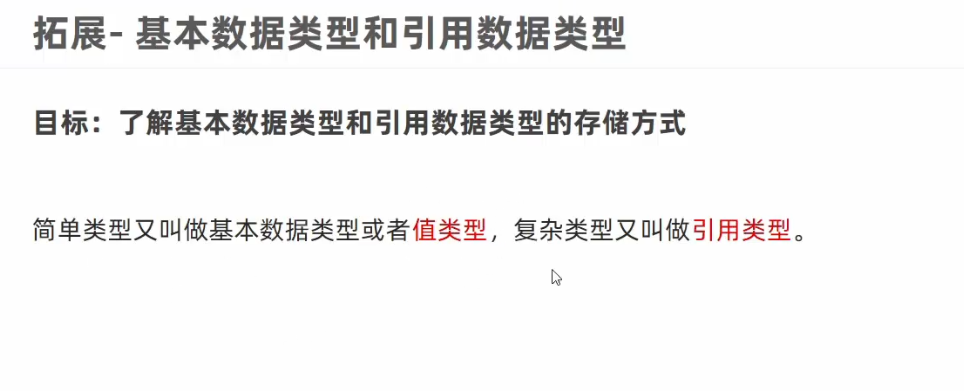 拓展- 基本数据类型和引用数据类型
目标：了解基本数据类型和引用数据类型的存储方式
简单类型又叫做基本数据类型或者值类型，复杂类型又叫做引用类型。